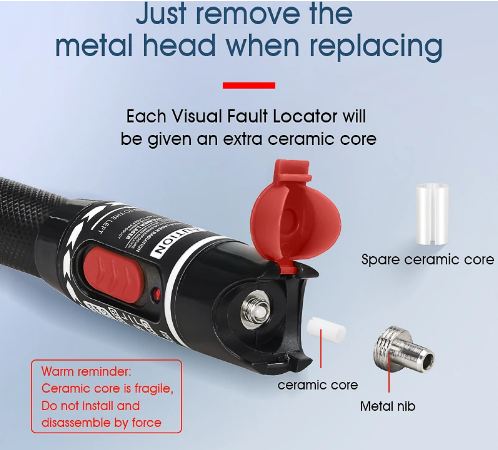 Just remove the
metal head when replacing
Each Visual Fault Locator will
be given an extra ceramic core
CAUTION
Spare ceramic core
ceramic core
Metal nib
Warm reminder:
Ceramic core is fragile,
Do not Install and
disassemble by force